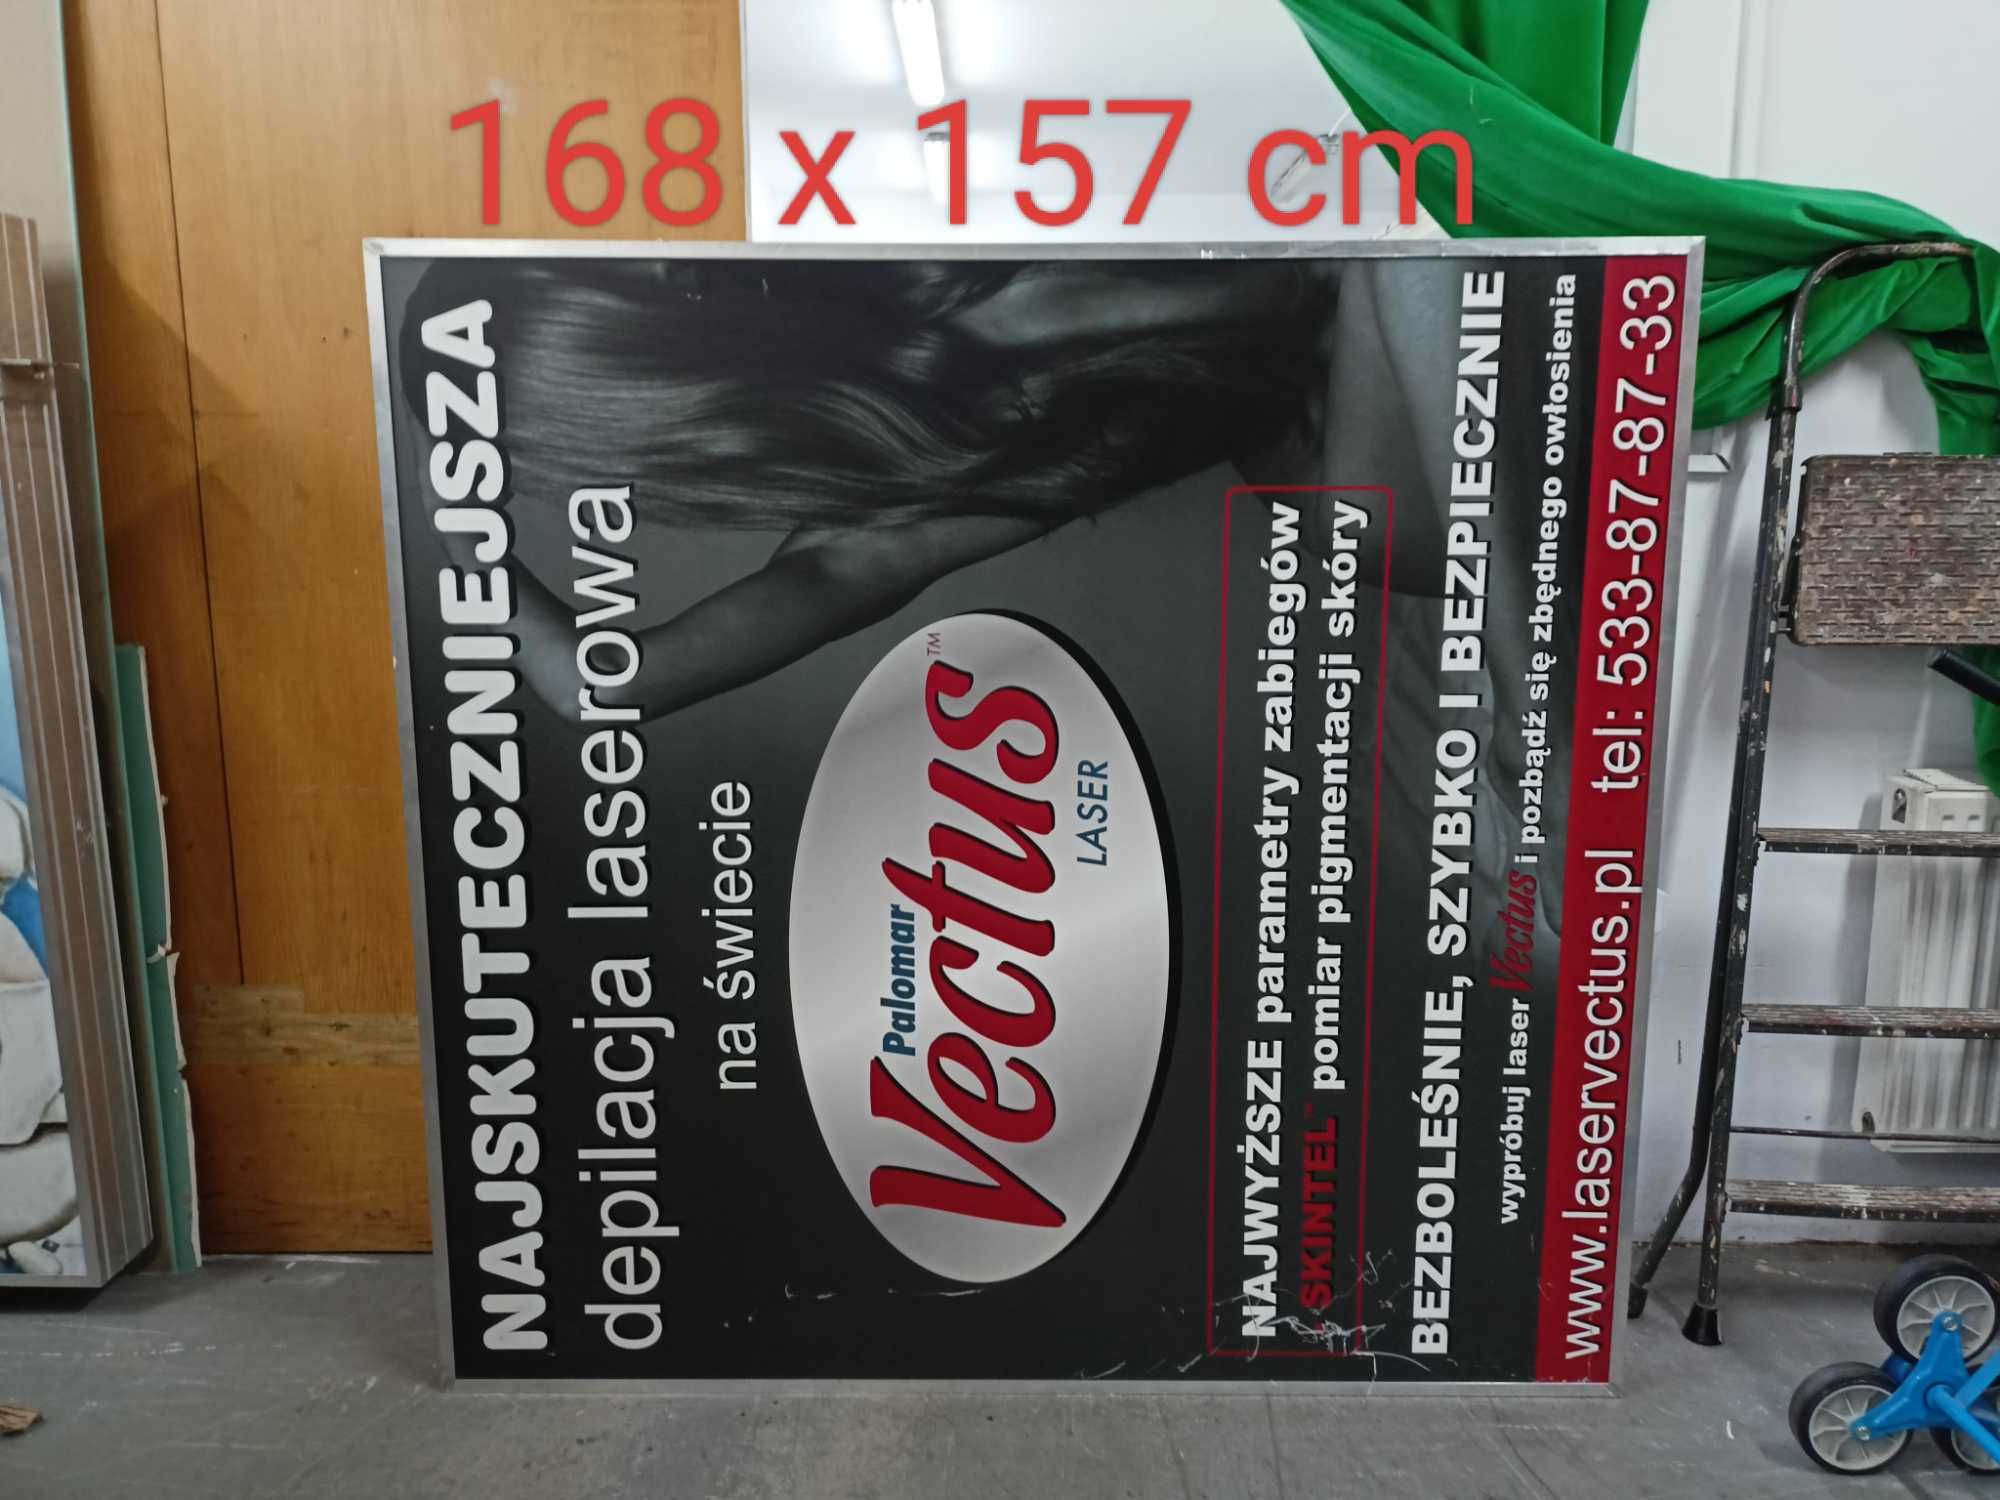 168 x 157 cm
NAJSKUTECZNIEJSZA
depilacja laserowa
na świecie
Palomar
Vectus™
LASER
NAJWYŻSZE parametry zabiegów
SKINTEL™ pomiar pigmentacji skóry
BEZBOLEŚNIE, SZYBKO I BEZPIECZNIE
wypróbuj laser Vectus i pozbądź się zbędnego owłosienia
www.laservectus.pl tel: 533-87-87-33